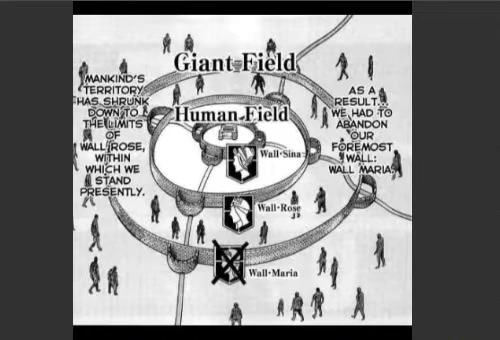 Giant Field
MANKIND'S
TERRITORY
HAS SHRUNK
DOWN TO
THE LIMITS
OF
WALL ROSE,
WITHIN
WHICH WE
STAND
PRESENTLY.
Human Field
AS A
RESULT...
WE HAD TO
ABANDON
OUR
FOREMOST
WALL:
WALL MARIA.
Wall·Sina
Wall·Rose
Wall·Maria